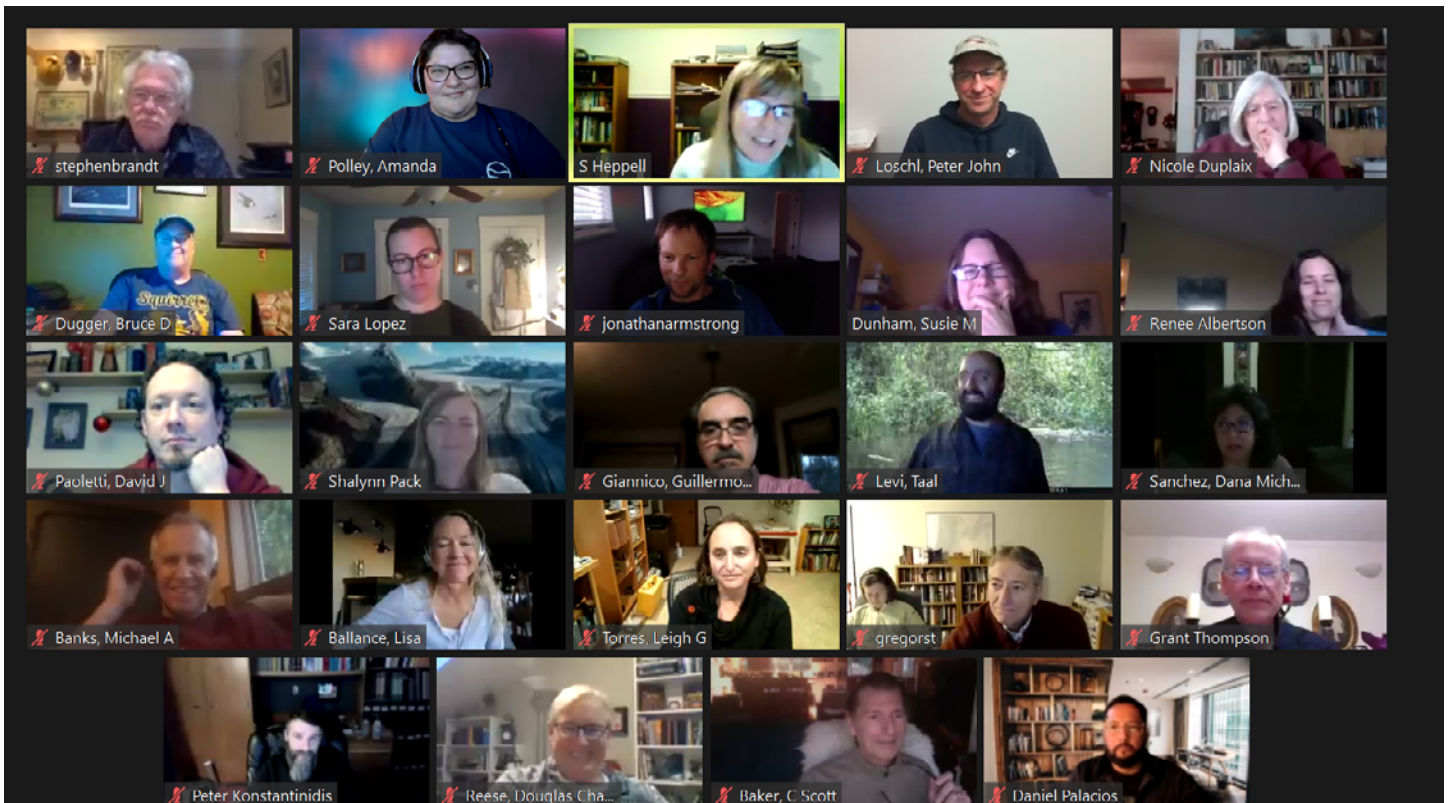 stephenbrandt
Polley, Amanda
S Heppell
Loschl, Peter John
Nicole Duplaix
Squirrel
Dugger, Bruce D
Sara Lopez
jonathanarmstrong
Dunham, Susie M
Renee Albertson
Paoletti, David J
Shalynn Pack
Giannico, Guillermo...
Levi, Taal
Sanchez, Dana Mich...
Banks, Michael A
Ballance, Lisa
Torres, Leigh G
gregorst
Grant Thompson
Peter Konstantinidis
Reese, Douglas Cha...
Baker, C Scott
Daniel Palacios